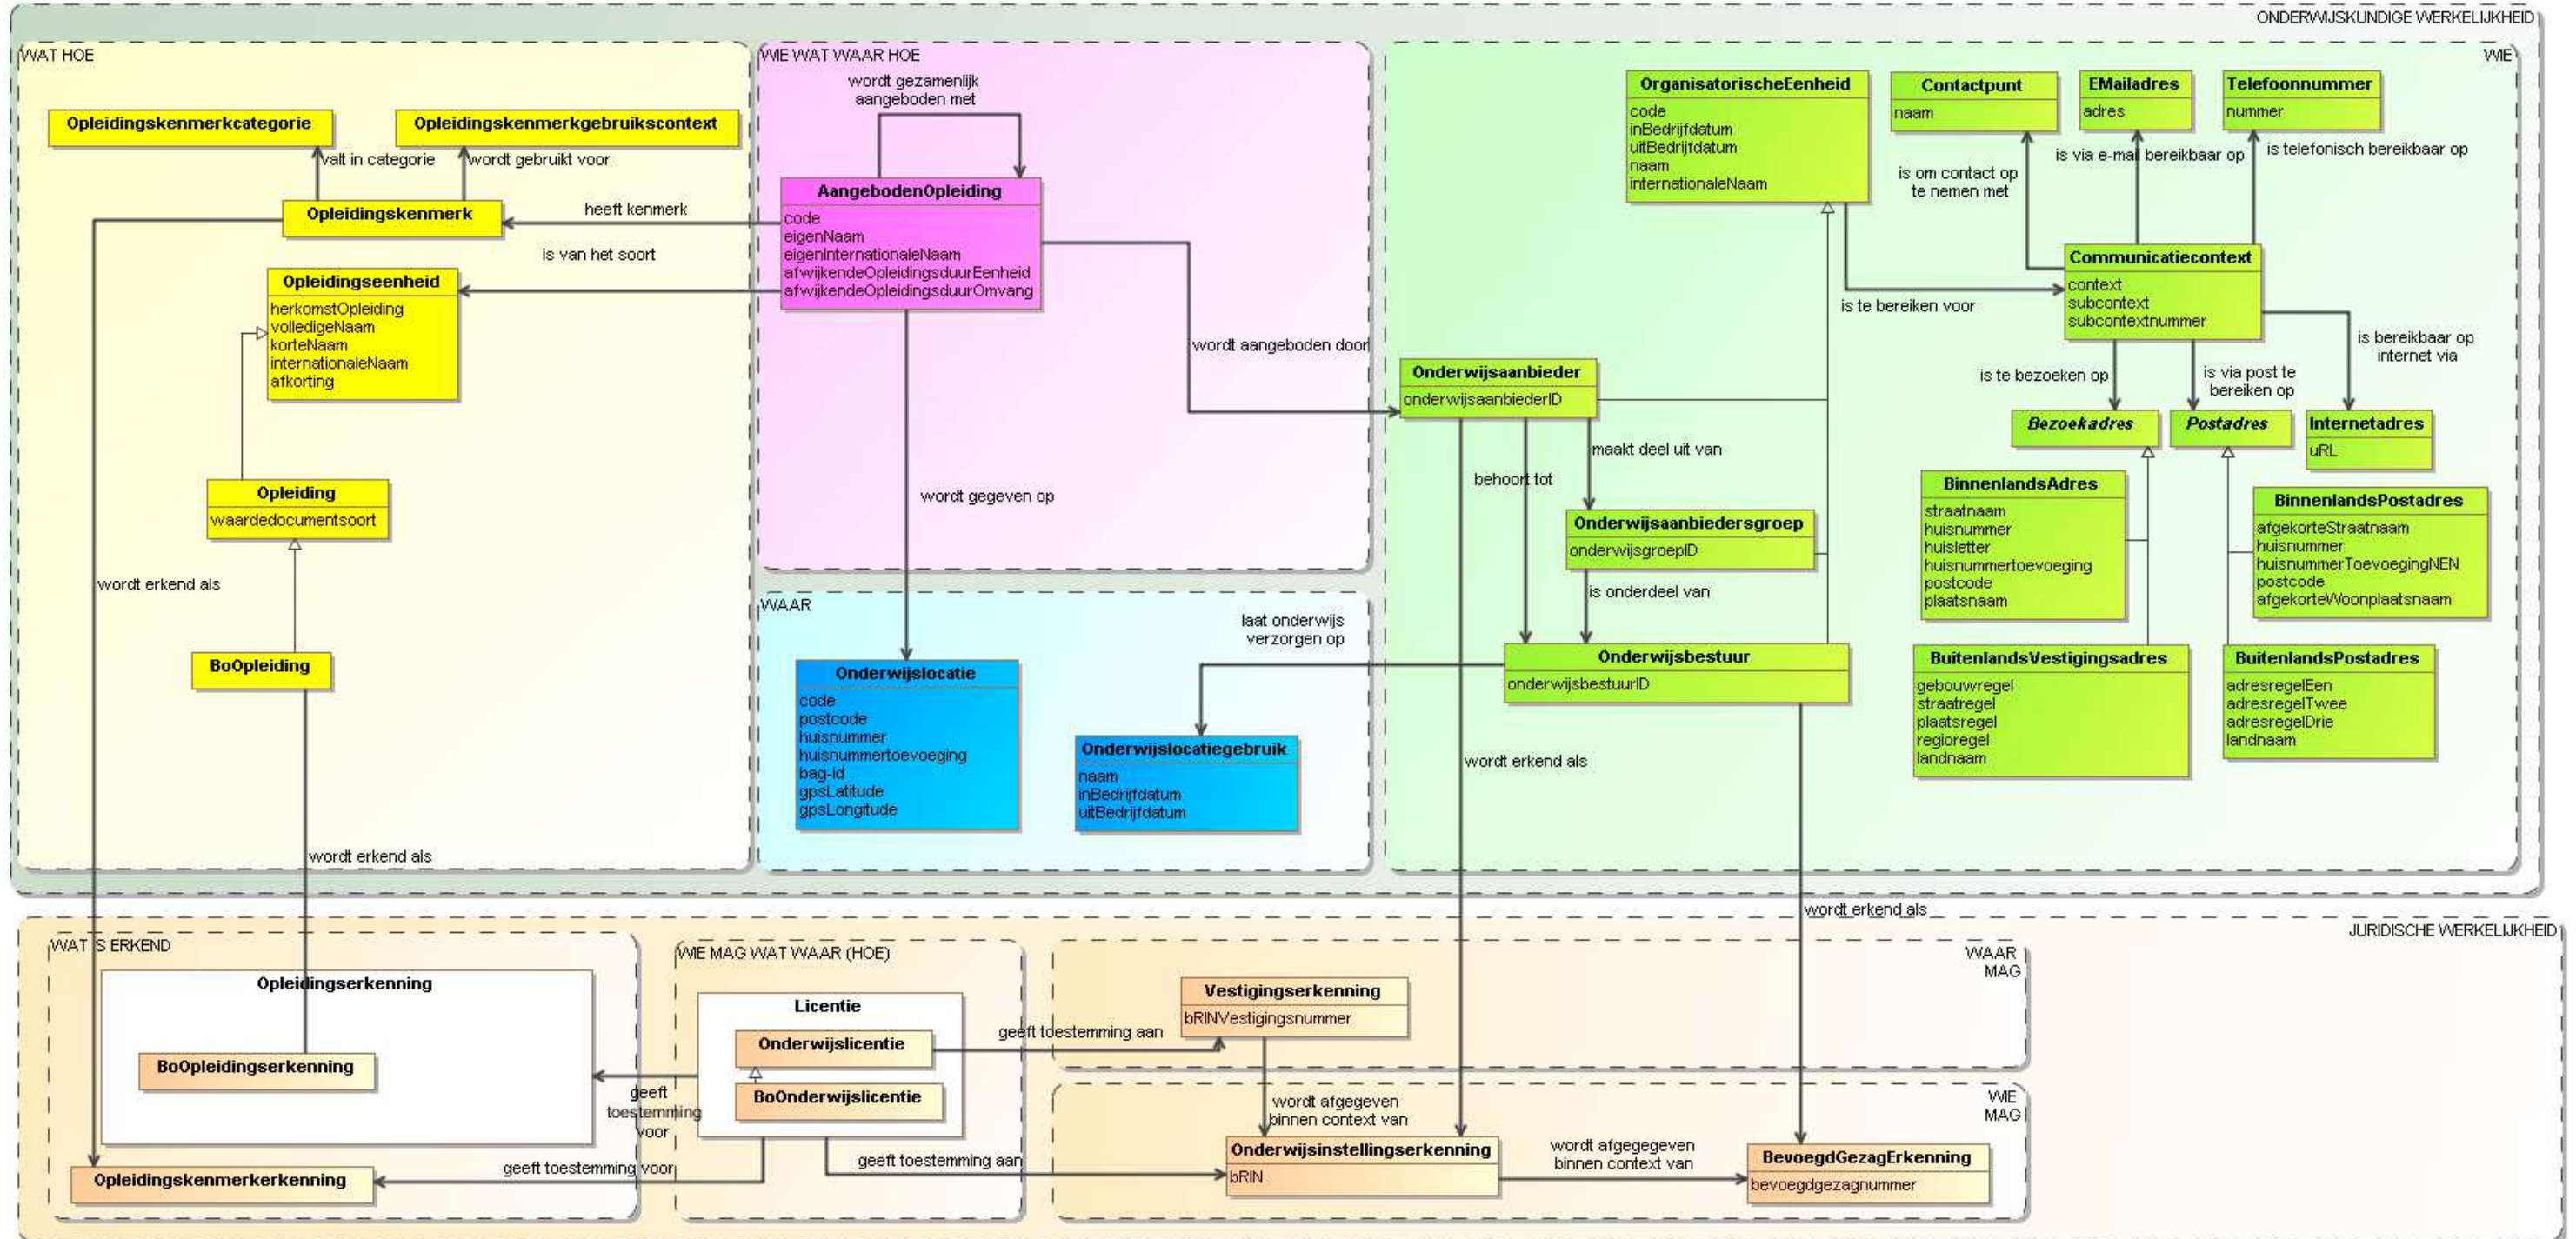 ONDERWIJSKUNDIGE WERKELIJKHEID
WAT HOE
Opleidingskenmerkcategorie
Opleidingskenmerkgebruikscontext
valt in categorie
wordt gebruikt voor
Opleidingskenmerk
Opleidingseenheid
herkomstOpleiding
volledigeNaam
korteNaam
internationaleNaam
afkorting
Opleiding
waardedocumentsoort
wordt erkend als
BoOpleiding
wordt erkend als
WIE WAT WAAR HOE
wordt gezamenlijk
aangeboden met
AangebodenOpleiding
code
eigenNaam
eigenInternationaleNaam
afwijkendeOpleidingsduurEenheid
afwijkendeOpleidingsduurOmvang
heeft kenmerk
is van het soort
wordt aangeboden door
wordt gegeven op
WAAR
laat onderwijs
verzorgen op
Onderwijslocatie
code
postcode
huisnummer
huisnummertoevoeging
bag-id
gpsLatitude
gpsLongitude
Onderwijslocatiegebruik
naam
inBedrijfdatum
uitBedrijfdatum
WIE
OrganisatorischeEenheid
code
inBedrijfdatum
uitBedrijfdatum
naam
internationaleNaam
Contactpunt
naam
EMailadres
adres
Telefoonnummer
nummer
is om contact op
te nemen met
is via e-mail bereikbaar op
is telefonisch bereikbaar op
Communicatiecontext
context
subcontext
subcontextnummer
is te bereiken voor
is te bezoeken op
is via post te
bereiken op
is bereikbaar op
internet via
Onderwijsaanbieder
onderwijsaanbiederID
maakt deel uit van
behoort tot
Onderwijsaanbiedersgroep
onderwijsgroepID
is onderdeel van
Onderwijsbestuur
onderwijsbestuurID
wordt erkend als
Bezoekadres
Postadres
Internetadres
uRL
BinnenlandsAdres
straatnaam
huisnummer
huisletter
huisnummertoevoeging
postcode
plaatsnaam
BinnenlandsPostadres
afgekorteStraatnaam
huisnummer
huisnummerToevoegingNEN
postcode
afgekorteWoonplaatsnaam
BuitenlandsVestigingsadres
gebouwregel
straatregel
plaatsregel
regioregel
landnaam
BuitenlandsPostadres
adresregelEen
adresregelTwee
adresregelDrie
landnaam
wordt erkend als
JURIDISCHE WERKELIJKHEID
WAT IS ERKEND
Opleidingserkenning
BoOpleidingserkenning
Opleidingskenmerkerkenning
WIE MAG WAT WAAR (HOE)
Licentie
Onderwijslicentie
BoOnderwijslicentie
geeft
toestemming
voor
geeft toestemming voor
geeft toestemming aan
geeft toestemming aan
WAAR
MAG
Vestigingserkenning
bRINVestigingsnummer
WIE
MAG
wordt afgegeven
binnen context van
Onderwijsinstellingserkenning
bRIN
wordt afgegegeven
binnen context van
BevoegdGezagErkenning
bevoegdgezagnummer